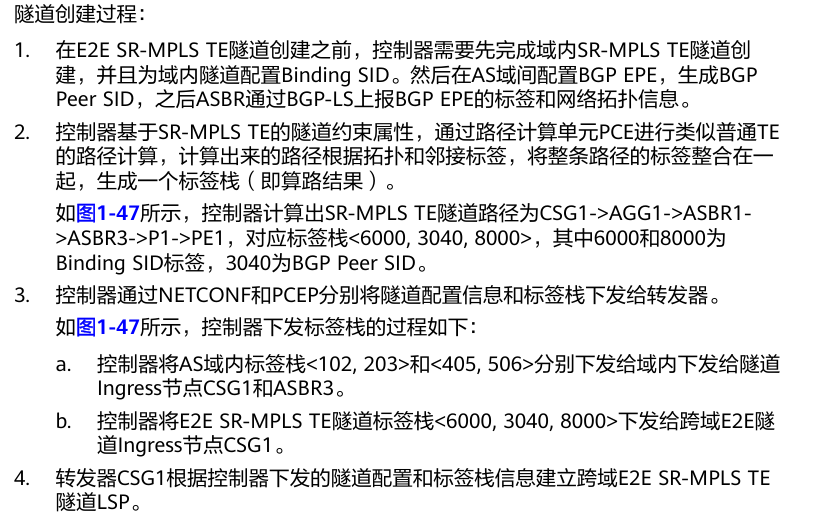 隧道创建过程：
1. 在E2E SR-MPLS TE隧道创建之前，控制器需要先完成域内SR-MPLS TE隧道创
建，并且为域内隧道配置Binding SID。然后在AS域间配置BGP EPE，生成BGP
Peer SID，之后ASBR通过BGP-LS上报BGP EPE的标签和网络拓扑信息。
2. 控制器基于SR-MPLS TE的隧道约束属性，通过路径计算单元PCE进行类似普通TE
的路径计算，计算出来的路径根据拓扑和邻接标签，将整条路径的标签整合在一
起，生成一个标签栈（即算路结果）。
如图1-47所示，控制器计算出SR-MPLS TE隧道路径为CSG1->AGG1->ASBR1-
>ASBR3->P1->PE1，对应标签栈<6000, 3040, 8000>，其中6000和8000为
Binding SID标签，3040为BGP Peer SID。
3. 控制器通过NETCONF和PCEP分别将隧道配置信息和标签栈下发给转发器。
如图1-47所示，控制器下发标签栈的过程如下：
a. 控制器将AS域内标签栈<102, 203>和<405, 506>分别下发给域内下发给隧道
Ingress节点CSG1和ASBR3。
b. 控制器将E2E SR-MPLS TE隧道标签栈<6000, 3040, 8000>下发给跨域E2E隧
道Ingress节点CSG1。
4. 转发器CSG1根据控制器下发的隧道配置和标签栈信息建立跨域E2E SR-MPLS TE
隧道LSP。